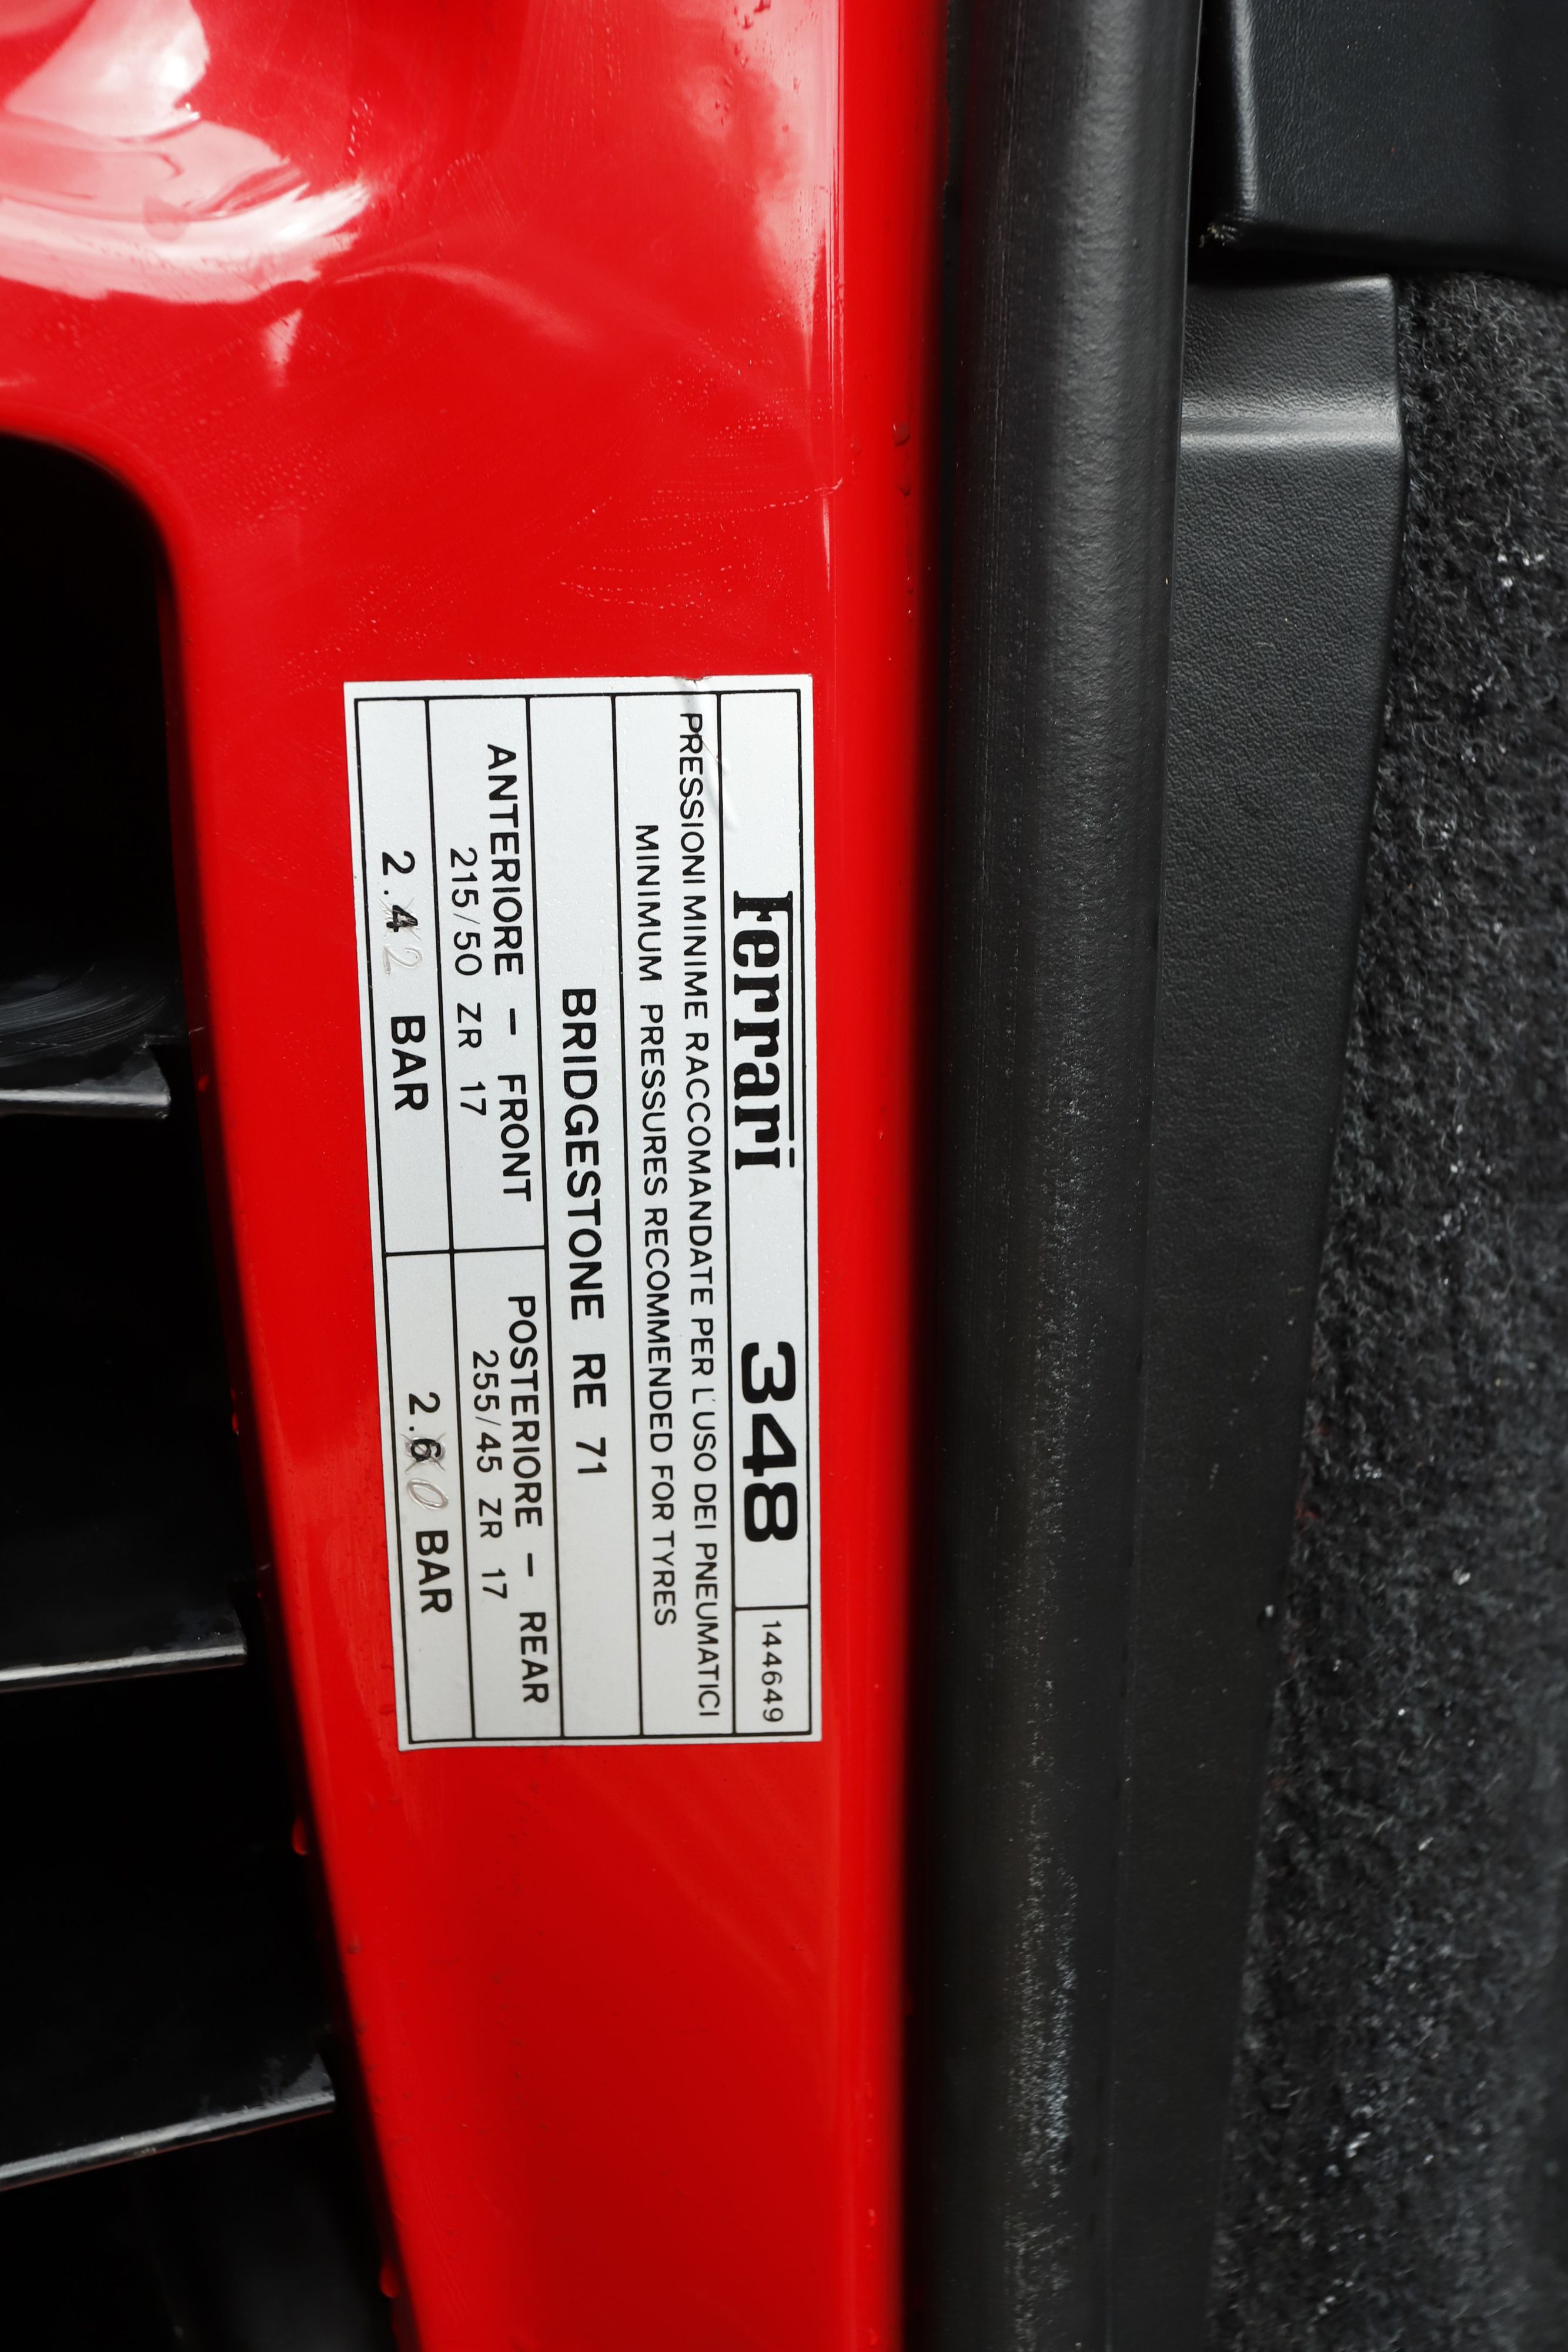 Ferrari 348 144649
PRESSIONI MINIME RACCOMANDATE PER L'USO DEI PNEUMATICI
MINIMUM PRESSURES RECOMMENDED FOR TYRES
BRIDGESTONE RE 71
ANTERIORE - FRONT
215/50 ZR 17
POSTERIORE - REAR
255/45 ZR 17
2.42 BAR
2.60 BAR